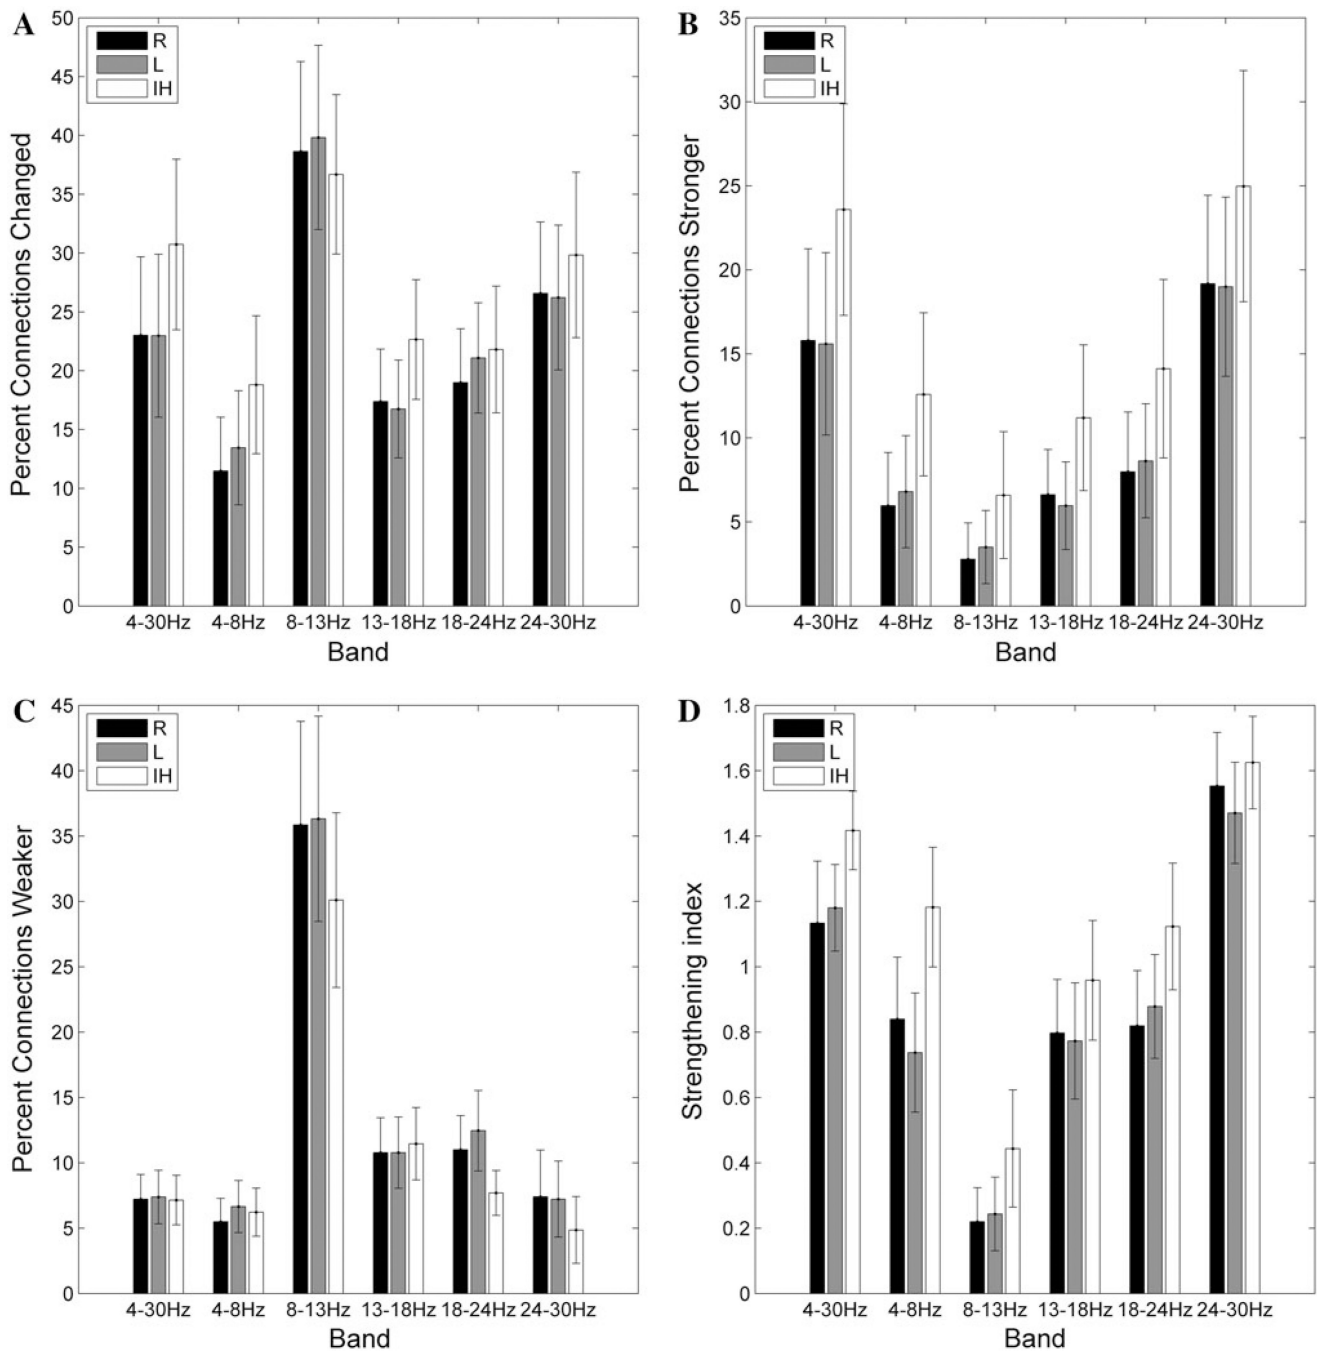 A
Percent Connections Changed
50
45
40
35
30
25
20
15
10
5
0
R
L
IH
4-30Hz 4-8Hz 8-13Hz 13-18Hz 18-24Hz 24-30Hz
Band
B
Percent Connections Stronger
35
30
25
20
15
10
5
0
R
L
IH
4-30Hz 4-8Hz 8-13Hz 13-18Hz 18-24Hz 24-30Hz
Band
C
Percent Connections Weaker
45
40
35
30
25
20
15
10
5
0
R
L
IH
4-30Hz 4-8Hz 8-13Hz 13-18Hz 18-24Hz 24-30Hz
Band
D
Strengthening index
1.8
1.6
1.4
1.2
1
0.8
0.6
0.4
0.2
0
R
L
IH
4-30Hz 4-8Hz 8-13Hz 13-18Hz 18-24Hz 24-30Hz
Band